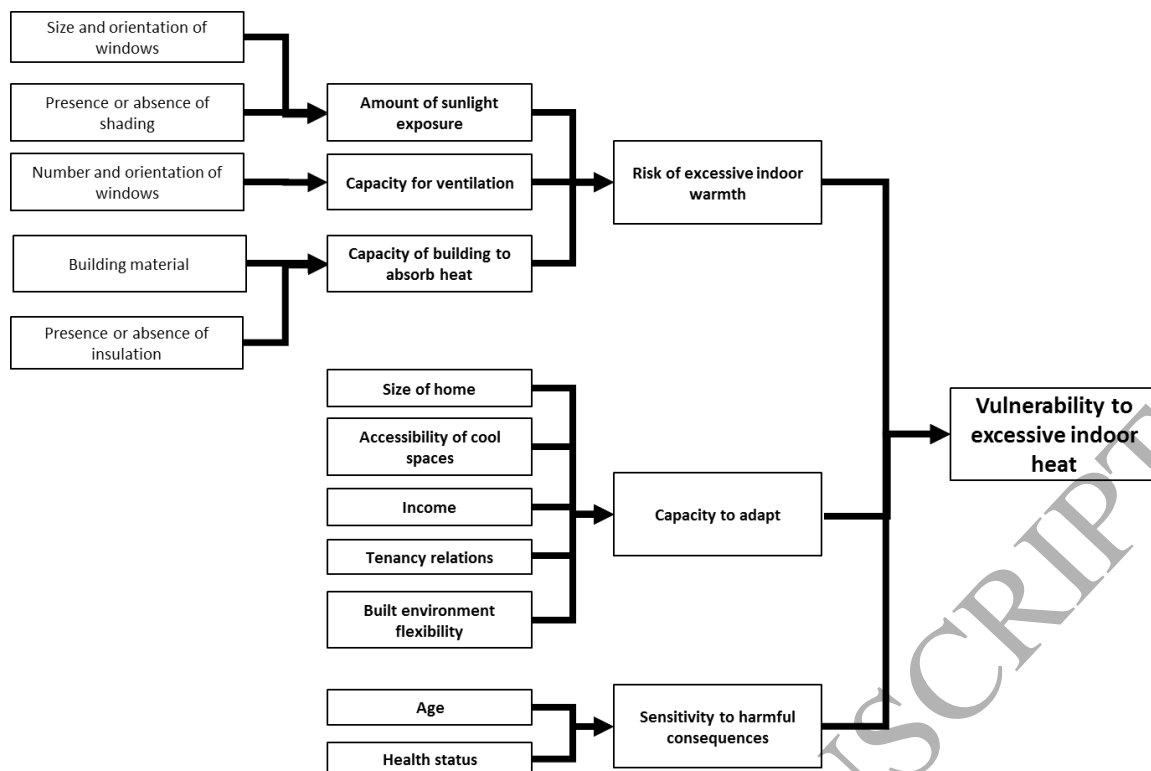 Size and orientation of
windows
Presence or absence of
shading
Number and orientation of
windows
Building material
Presence or absence of
insulation
Amount of sunlight
exposure
Capacity for ventilation
Capacity of building to
absorb heat
Size of home
Accessibility of cool
spaces
Income
Tenancy relations
Built environment
flexibility
Age
Health status
Risk of excessive indoor
warmth
Capacity to adapt
Sensitivity to harmful
consequences
Vulnerability to
excessive indoor
heat
USCRIPT